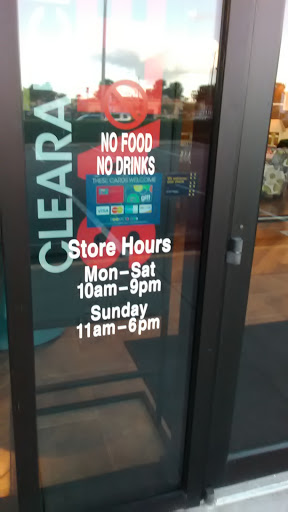 CLEARA
NO FOOD
NO DRINKS
THESE CARDS WELCOME
Store Hours
Mon-Sat
10am-9pm
Sunday
11am-6pm